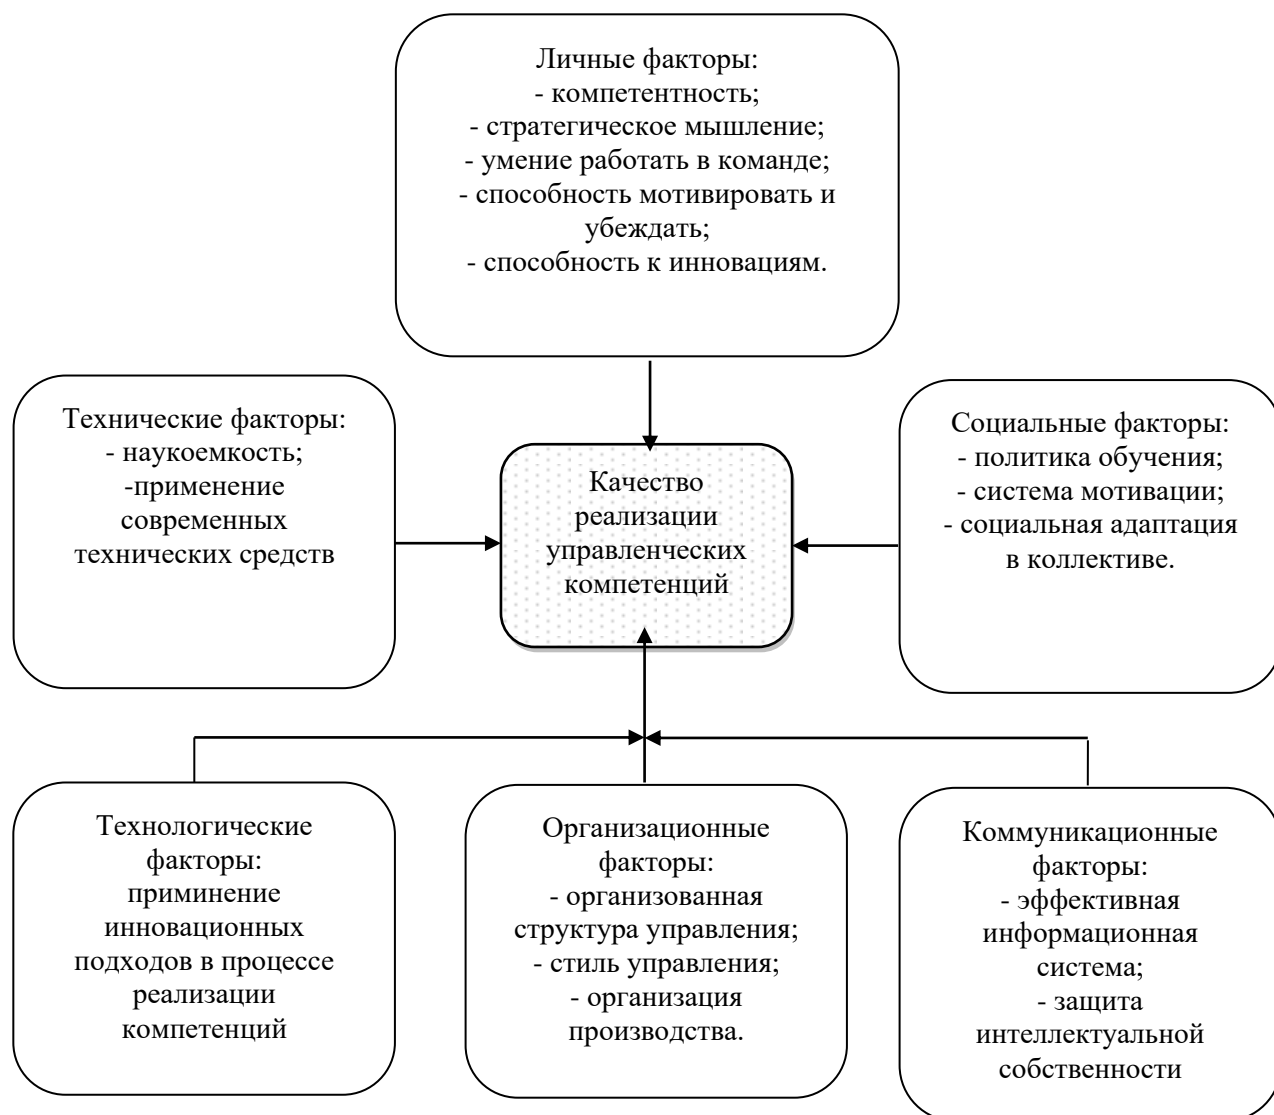 Личные факторы:
- компетентность;
- стратегическое мышление;
- умение работать в команде;
- способность мотивировать и
убеждать;
- способность к инновациям.
Технические факторы:
- наукоемкость;
-применение
современных
технических средств
Качество
реализации
управленческих
компетенций
Социальные факторы:
- политика обучения;
- система мотивации;
- социальная адаптация
в коллективе.
Технологические
факторы:
приминение
инновационных
подходов в процессе
реализации
компетенций
Организационные
факторы:
- организованная
структура управления;
- стиль управления;
- организация
производства.
Коммуникационные
факторы:
- эффективная
информационная
система;
- защита
интеллектуальной
собственности